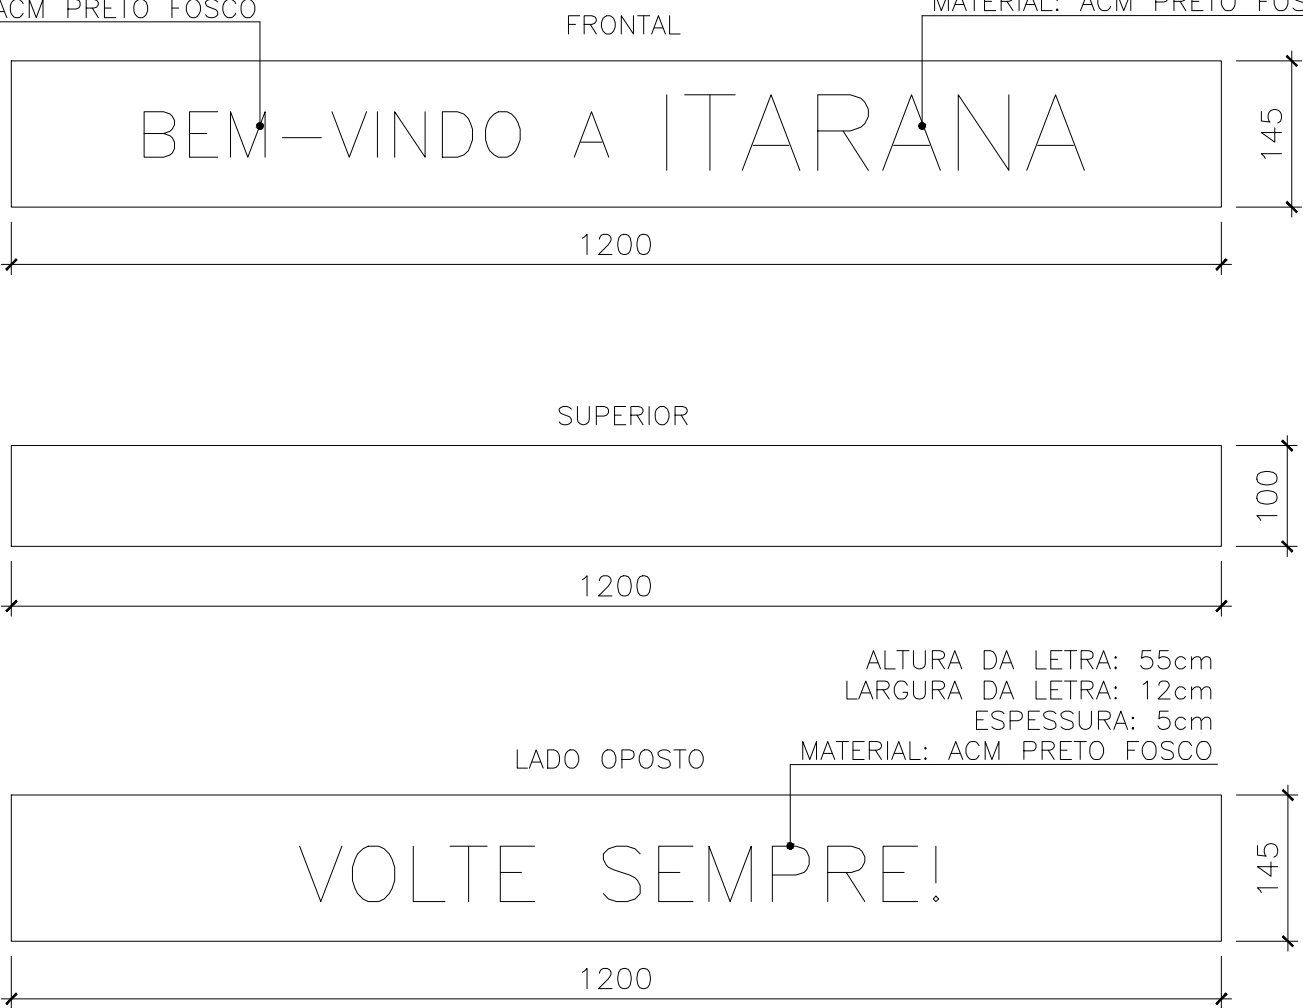 ACM PRETO FOSCO
MATERIAL: ACM PRETO FOS
FRONTAL
BEM-VINDO A ITARANA
145
1200
SUPERIOR
100
1200
ALTURA DA LETRA: 55cm
LARGURA DA LETRA: 12cm
ESPESSURA: 5cm
MATERIAL: ACM PRETO FOSCO
LADO OPOSTO
VOLTE SEMPRE!
145
1200